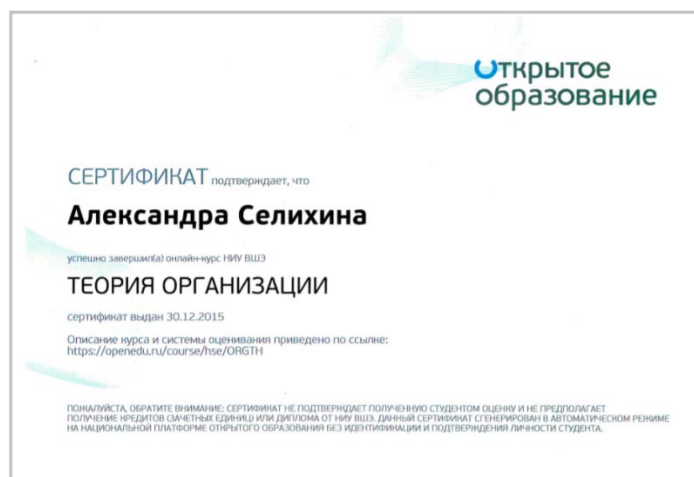 Открытое
образование
СЕРТИФИКАТ подтверждает, что
Александра Селихина
успешно завершил(а) онлайн-курс НИУ ВШЭ
ТЕОРИЯ ОРГАНИЗАЦИИ
сертификат выдан 30.12.2015
Описание курса и системы оценивания приведено по ссылке:
https://openedu.ru/course/hse/ORGTH
ПОЖАЛУЙСТА, ОБРАТИТЕ ВНИМАНИЕ: СЕРТИФИКАТ НЕ ПОДТВЕРЖДАЕТ ПОЛУЧЕННУЮ СТУДЕНТОМ ОЦЕНКУ И НЕ ПРЕДПОЛАГАЕТ
ПОЛУЧЕНИЕ КРЕДИТОВ (ЗАЧЕТНЫХ ЕДИНИЦ) ИЛИ ДИПЛОМА ОТ НИУ ВШЭ. ДАННЫЙ СЕРТИФИКАТ СГЕНЕРИРОВАН В АВТОМАТИЧЕСКОМ РЕЖИМЕ
НА НАЦИОНАЛЬНОЙ ПЛАТФОРМЕ ОТКРЫТОГО ОБРАЗОВАНИЯ БЕЗ ИДЕНТИФИКАЦИИ И ПОДТВЕРЖДЕНИЯ ЛИЧНОСТИ СТУДЕНТА.